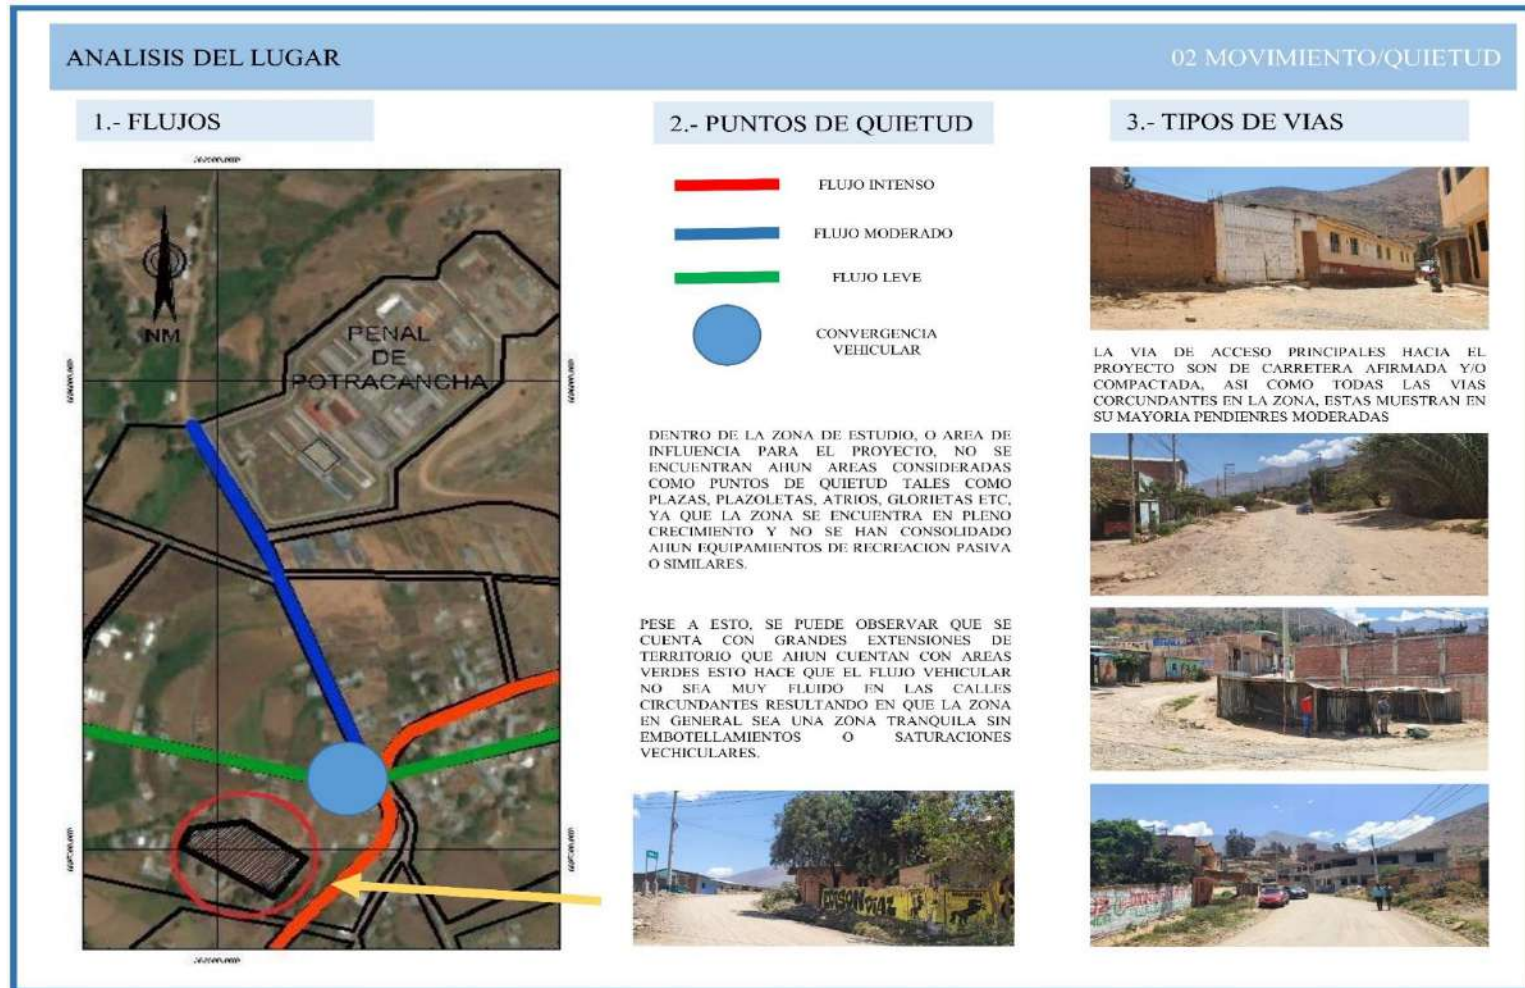 ANALISIS DEL LUGAR
02 MOVIMIENTO/QUIETUD
1.- FLUJOS
NM
PENAL
DE
POTRACANCHA
2.- PUNTOS DE QUIETUD
FLUJO INTENSO
FLUJO MODERADO
FLUJO LEVE
CONVERGENCIA
VEHICULAR
DENTRO DE LA ZONA DE ESTUDIO, O AREA DE
INFLUENCIA PARA EL PROYECTO, NO SE
ENCUENTRAN AHUN AREAS CONSIDERADAS
COMO PUNTOS DE QUIETUD TALES COMO
PLAZAS, PLAZOLETAS, ATRIOS, GLORIETAS ETC,
YA QUE LA ZONA SE ENCUENTRA EN PLENO
CRECIMIENTO Y NO SE HAN CONSOLIDADO
AHUN EQUIPAMIENTOS DE RECREACION PASIVA
O SIMILARES.
PESE A ESTO, SE PUEDE OBSERVAR QUE SE
CUENTA CON GRANDES EXTENSIONES DE
TERRITORIO QUE AHUN CUENTAN CON AREAS
VERDES ESTO HACE QUE EL FLUJO VEHICULAR
NO SEA MUY FLUIDO EN LAS CALLES
CIRCUNDANTES RESULTANDO EN QUE LA ZONA
EN GENERAL SEA UNA ZONA TRANQUILA SIN
EMBOTELLAMIENTOS O SATURACIONES
VECHICULARES.
3.- TIPOS DE VIAS
LA VIA DE ACCESO PRINCIPALES HACIA EL
PROYECTO SON DE CARRETERA AFIRMADA Y/O
COMPACTADA, ASI COMO TODAS LAS VIAS
CORCUNDANTES EN LA ZONA, ESTAS MUESTRAN EN
SU MAYORIA PENDIENRES MODERADAS